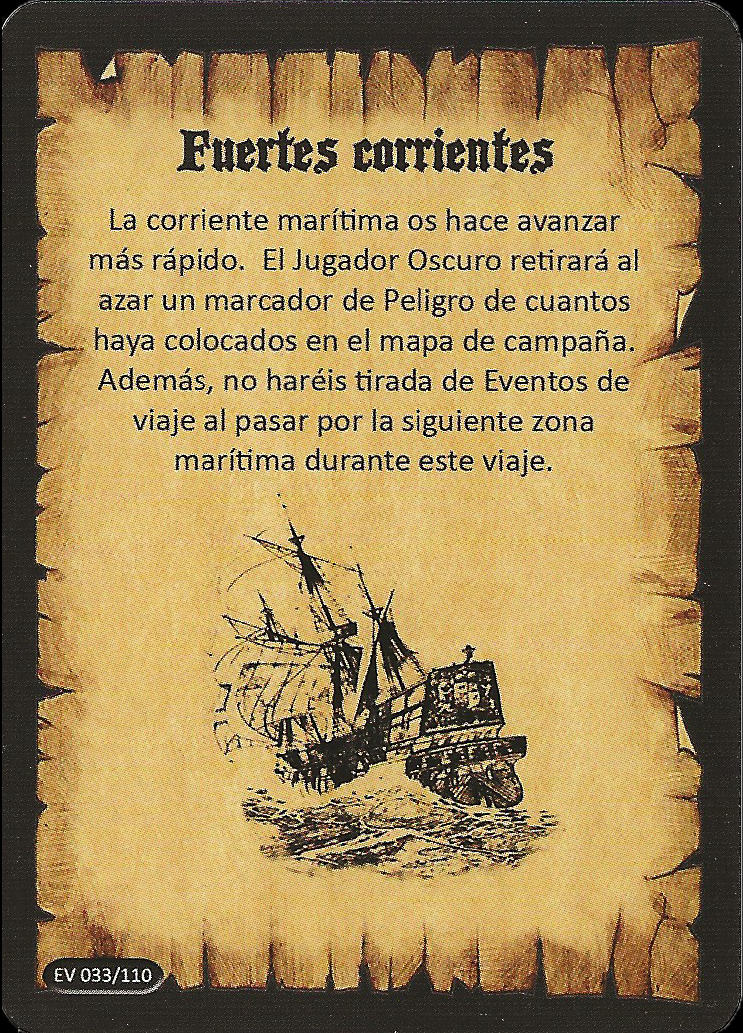 Fuertes corrientes
La corriente marítima os hace avanzar
más rápido.  El Jugador Oscuro retirará al
azar un marcador de Peligro de cuantos
haya colocados en el mapa de campaña.
Además, no haréis tirada de Eventos de
viaje al pasar por la siguiente zona
marítima durante este viaje.
EV 033/110